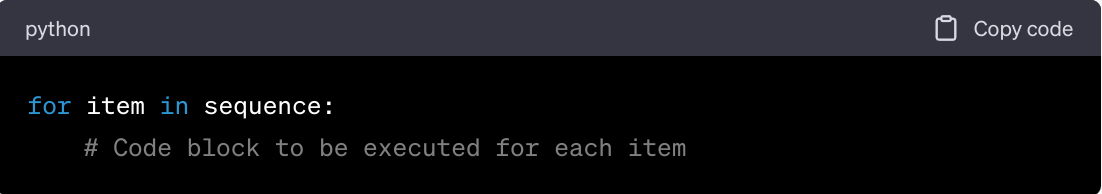 python
Copy code
for item in sequence:
    # Code block to be executed for each item